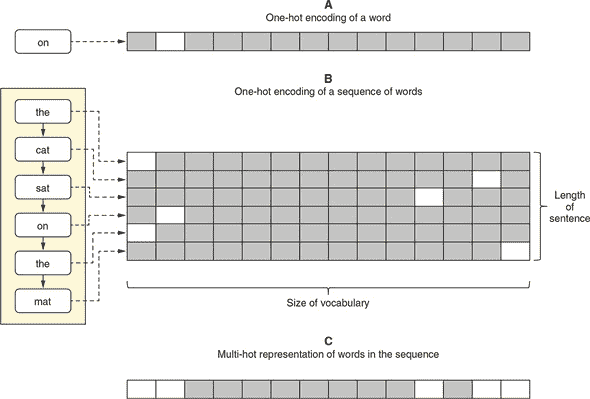 A
One-hot encoding of a word
on
B
One-hot encoding of a sequence of words
the
cat
sat
on
the
mat
Length
of
sentence
Size of vocabulary
C
Multi-hot representation of words in the sequence